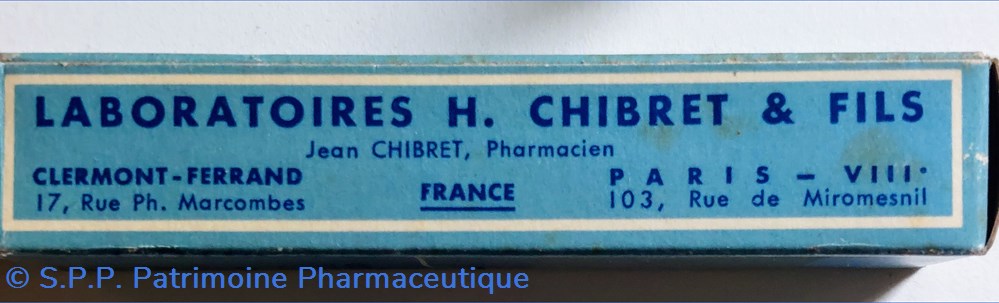 LABORATOIRES H. CHIBRET & FILS
Jean CHIBRET, Pharmacien
CLERMONT-FERRAND
17, Rue Ph. Marcombes
FRANCE
PARIS - VIII·
103, Rue de Miromesnil
© S.P.P. Patrimoine Pharmaceutique